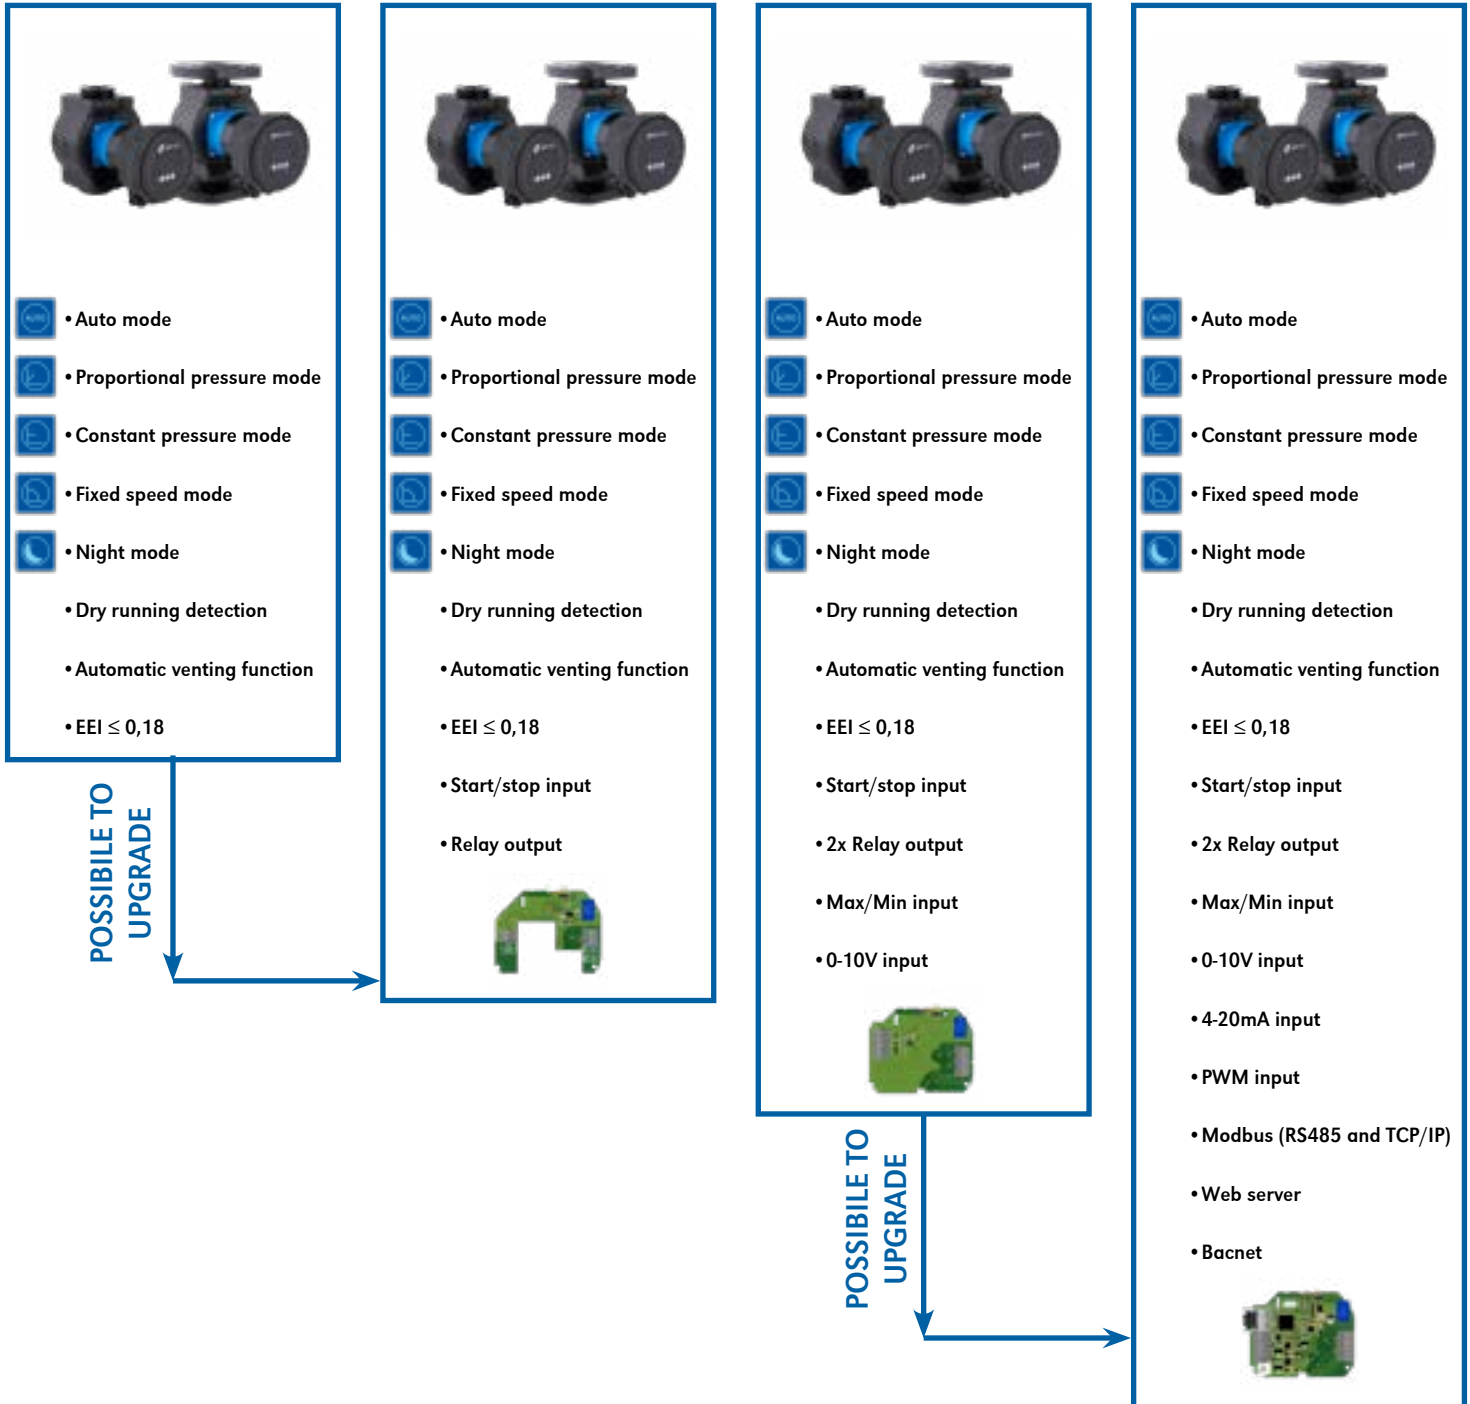 • Auto mode
• Proportional pressure mode
• Constant pressure mode
• Fixed speed mode
• Night mode
• Dry running detection
• Automatic venting function
• EEI ≤ 0,18
POSSIBILE TO
UPGRADE
• Auto mode
• Proportional pressure mode
• Constant pressure mode
• Fixed speed mode
• Night mode
• Dry running detection
• Automatic venting function
• EEI ≤ 0,18
• Start/stop input
• Relay output
• Auto mode
• Proportional pressure mode
• Constant pressure mode
• Fixed speed mode
• Night mode
• Dry running detection
• Automatic venting function
• EEI ≤ 0,18
• Start/stop input
• 2x Relay output
• Max/Min input
• 0-10V input
POSSIBILE TO
UPGRADE
• Auto mode
• Proportional pressure mode
• Constant pressure mode
• Fixed speed mode
• Night mode
• Dry running detection
• Automatic venting function
• EEI ≤ 0,18
• Start/stop input
• 2x Relay output
• Max/Min input
• 0-10V input
• 4-20mA input
• PWM input
• Modbus (RS485 and TCP/IP)
• Web server
• Bacnet